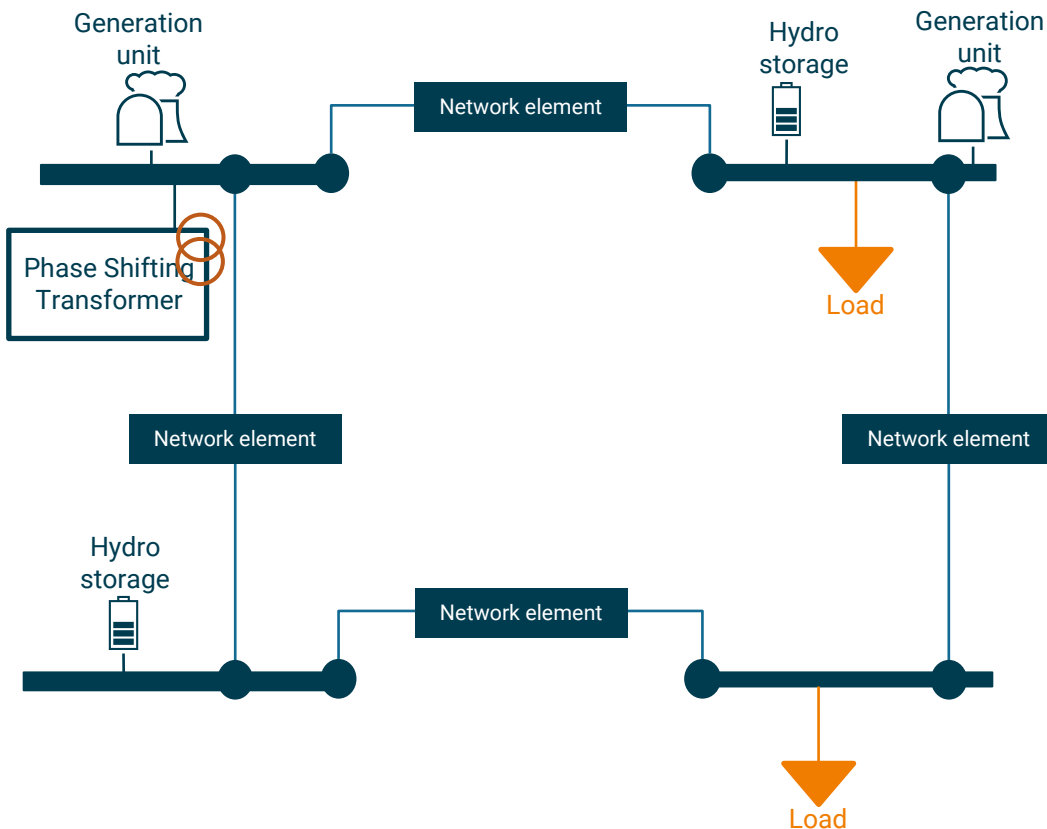 Generation
unit
Hydro
storage
Generation
unit
Network element
Phase Shifting
Transformer
Load
Network element
Network element
Hydro
storage
Network element
Load